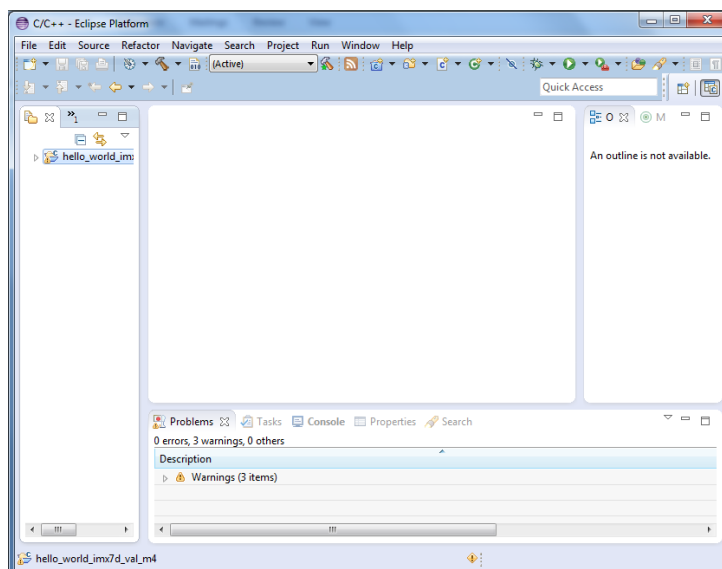 C/C++ - Eclipse Platform
File Edit Source Refactor Navigate Search Project Run Window Help
(Active)
Quick Access
»1
O M
hello_world_im
An outline is not available.
Problems Tasks Console Properties Search
0 errors, 3 warnings, 0 others
Description
Warnings (3 items)
hello_world_imx7d_val_m4